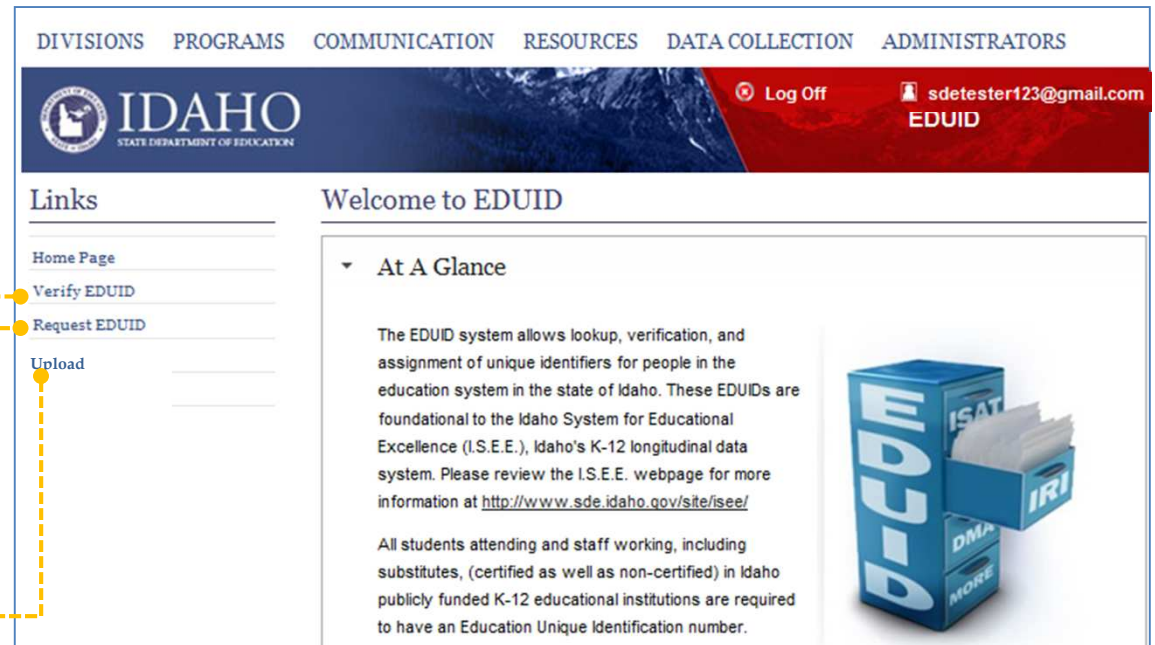 DIVISIONS PROGRAMS COMMUNICATION RESOURCES DATA COLLECTION ADMINISTRATORS
IDAHO
STATE DEPARTMENT OF EDUCATION
Log Off
sdetester123@gmail.com
EDUID
Links
Home Page
Verify EDUID
Request EDUID
Upload
Welcome to EDUID
At A Glance
The EDUID system allows lookup, verification, and
assignment of unique identifiers for people in the
education system in the state of Idaho. These EDUIDs are
foundational to the Idaho System for Educational
Excellence (I.S.E.E.), Idaho's K-12 longitudinal data
system. Please review the I.S.E.E. webpage for more
information at http://www.sde.idaho.gov/site/isee/
All students attending and staff working, including
substitutes, (certified as well as non-certified) in Idaho
publicly funded K-12 educational institutions are required
to have an Education Unique Identification number.
EDUID
ISAT
IRI
DMA
MORE